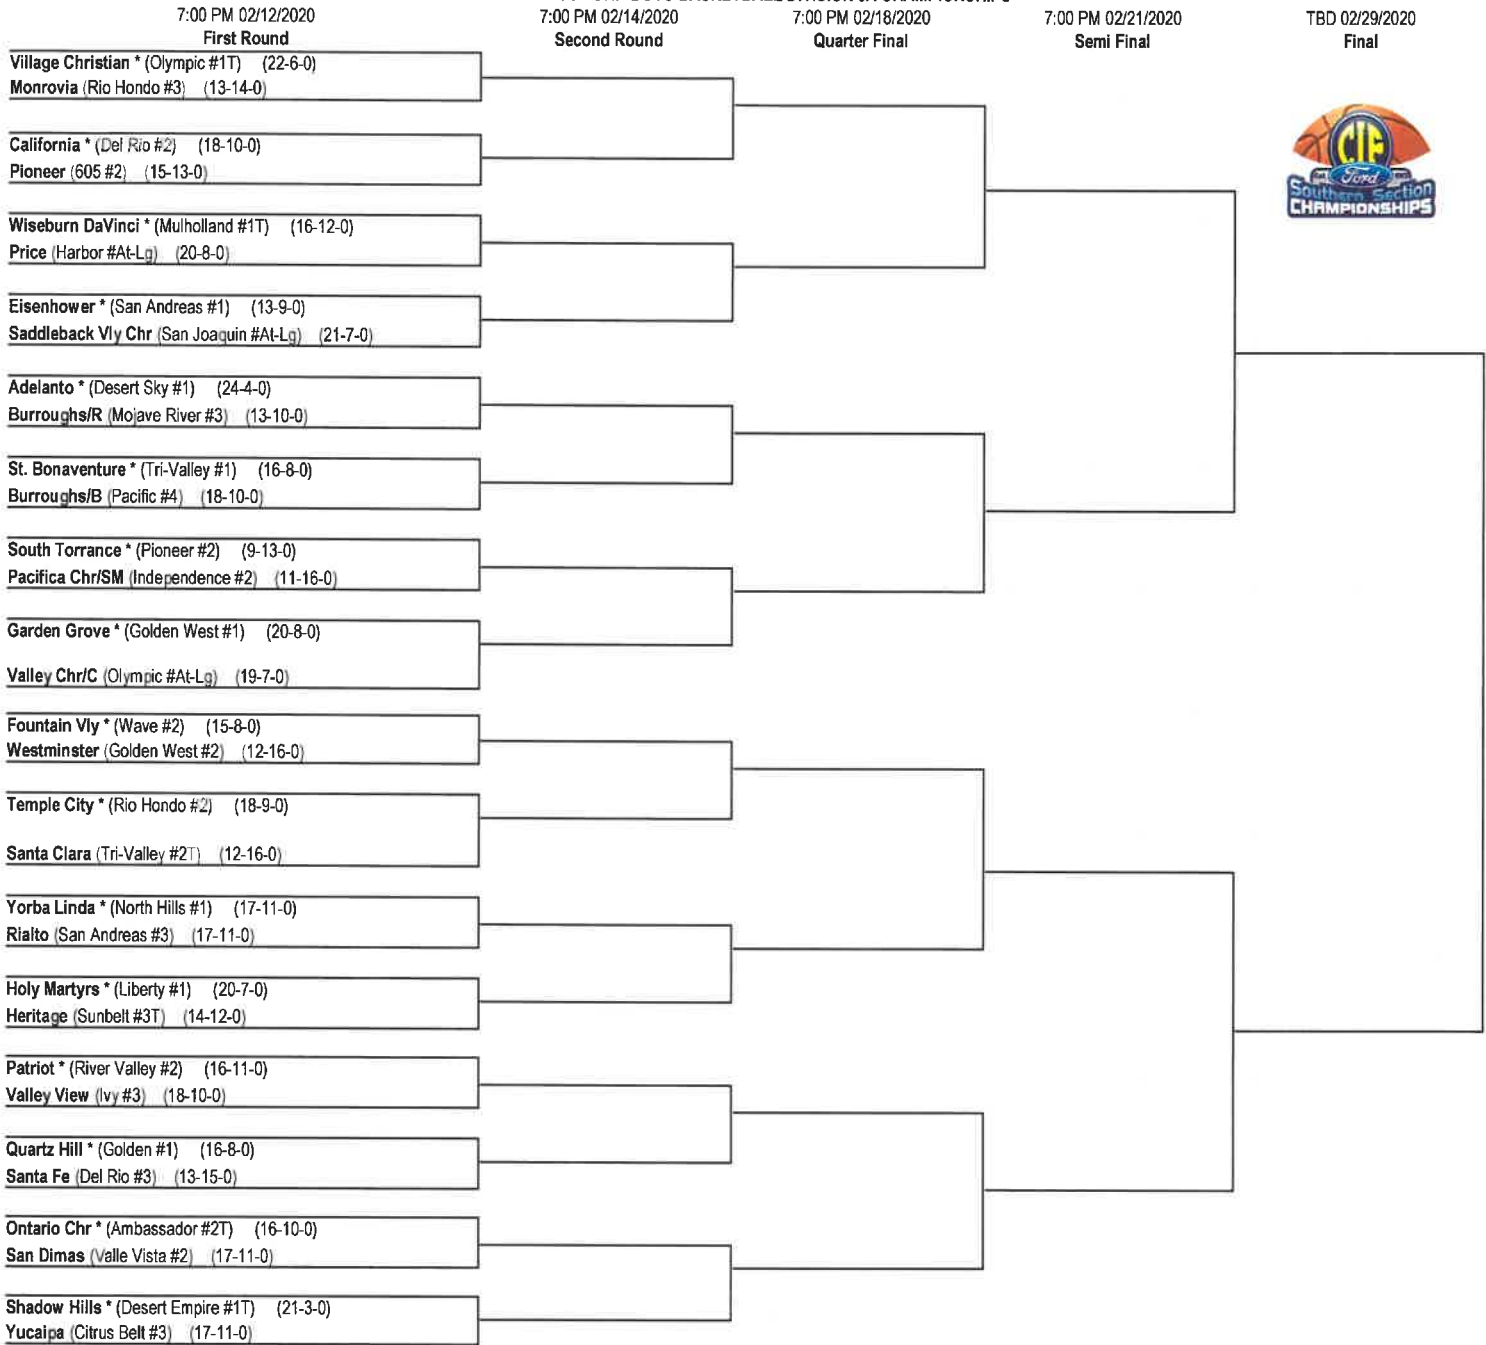 7:00 PM 02/12/2020
First Round
7:00 PM 02/14/2020
Second Round
7:00 PM 02/18/2020
Quarter Final
7:00 PM 02/21/2020
Semi Final
TBD 02/29/2020
Final
CIF
Ford
Southern Section
CHAMPIONSHIPS
Village Christian * (Olympic #1T) (22-6-0)
Monrovia (Rio Hondo #3) (13-14-0)
California * (Del Rio #2) (18-10-0)
Pioneer (605 #2) (15-13-0)
Wiseburn DaVinci * (Mulholland #1T) (16-12-0)
Price (Harbor #At-Lg) (20-8-0)
Eisenhower * (San Andreas #1) (13-9-0)
Saddleback Vly Chr (San Joaquin #At-Lg) (21-7-0)
Adelanto * (Desert Sky #1) (24-4-0)
Burroughs/R (Mojave River #3) (13-10-0)
St. Bonaventure * (Tri-Valley #1) (16-8-0)
Burroughs/B (Pacific #4) (18-10-0)
South Torrance * (Pioneer #2) (9-13-0)
Pacifica Chr/SM (Independence #2) (11-16-0)
Garden Grove * (Golden West #1) (20-8-0)
Valley Chr/C (Olympic #At-Lg) (19-7-0)
Fountain Vly * (Wave #2) (15-8-0)
Westminster (Golden West #2) (12-16-0)
Temple City * (Rio Hondo #2) (18-9-0)
Santa Clara (Tri-Valley #2T) (12-16-0)
Yorba Linda * (North Hills #1) (17-11-0)
Rialto (San Andreas #3) (17-11-0)
Holy Martyrs * (Liberty #1) (20-7-0)
Heritage (Sunbelt #3T) (14-12-0)
Patriot * (River Valley #2) (16-11-0)
Valley View (Ivy #3) (18-10-0)
Quartz Hill * (Golden #1) (16-8-0)
Santa Fe (Del Rio #3) (13-15-0)
Ontario Chr * (Ambassador #2T) (16-10-0)
San Dimas (Valle Vista #2) (17-11-0)
Shadow Hills * (Desert Empire #1T) (21-3-0)
Yucaipa (Citrus Belt #3) (17-11-0)